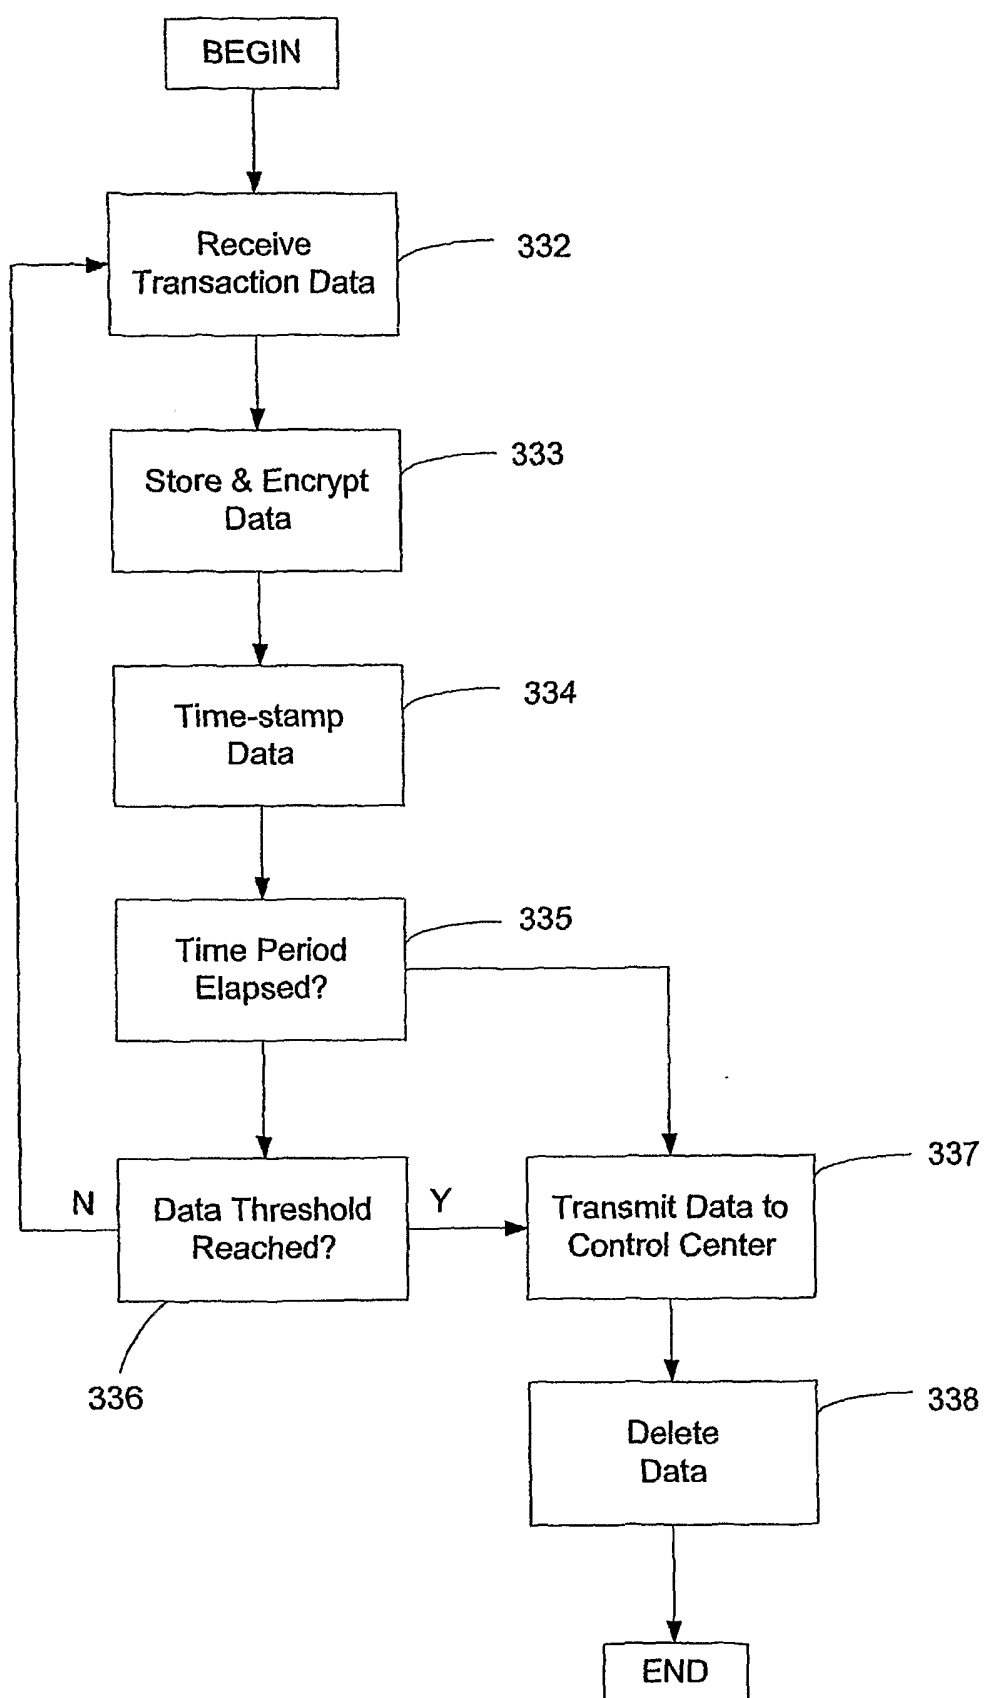 BEGIN
Receive
Transaction Data
332
Store & Encrypt
Data
333
Time-stamp
Data
334
Time Period
Elapsed?
335
N
Data Threshold
Reached?
Y
336
Transmit Data to
Control Center
337
Delete
Data
338
END